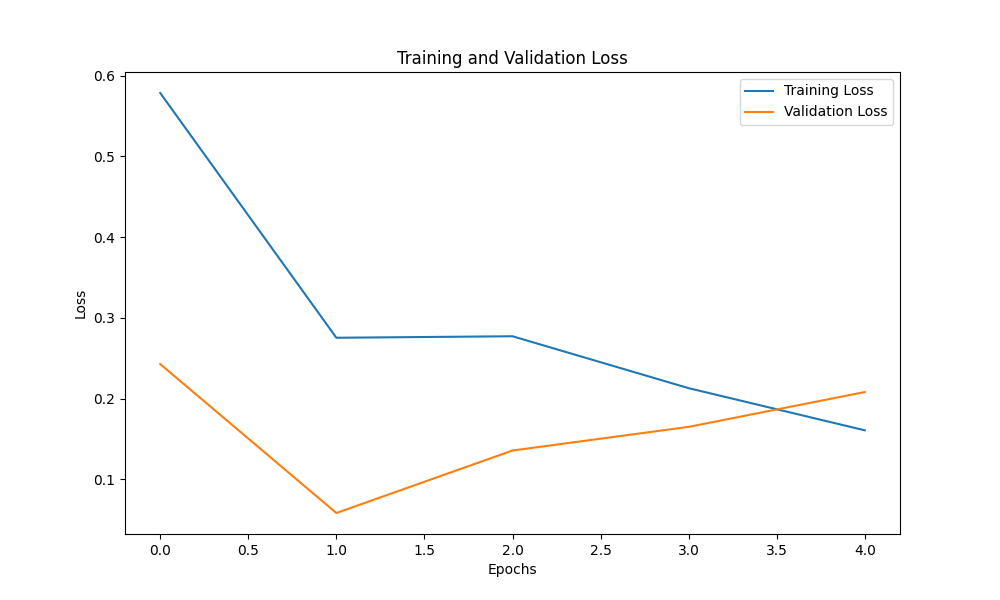 Training and Validation Loss
Training Loss
Validation Loss
0.6
0.5
0.4
0.3
0.2
0.1
Loss
0.0 0.5 1.0 1.5 2.0 2.5 3.0 3.5 4.0
Epochs